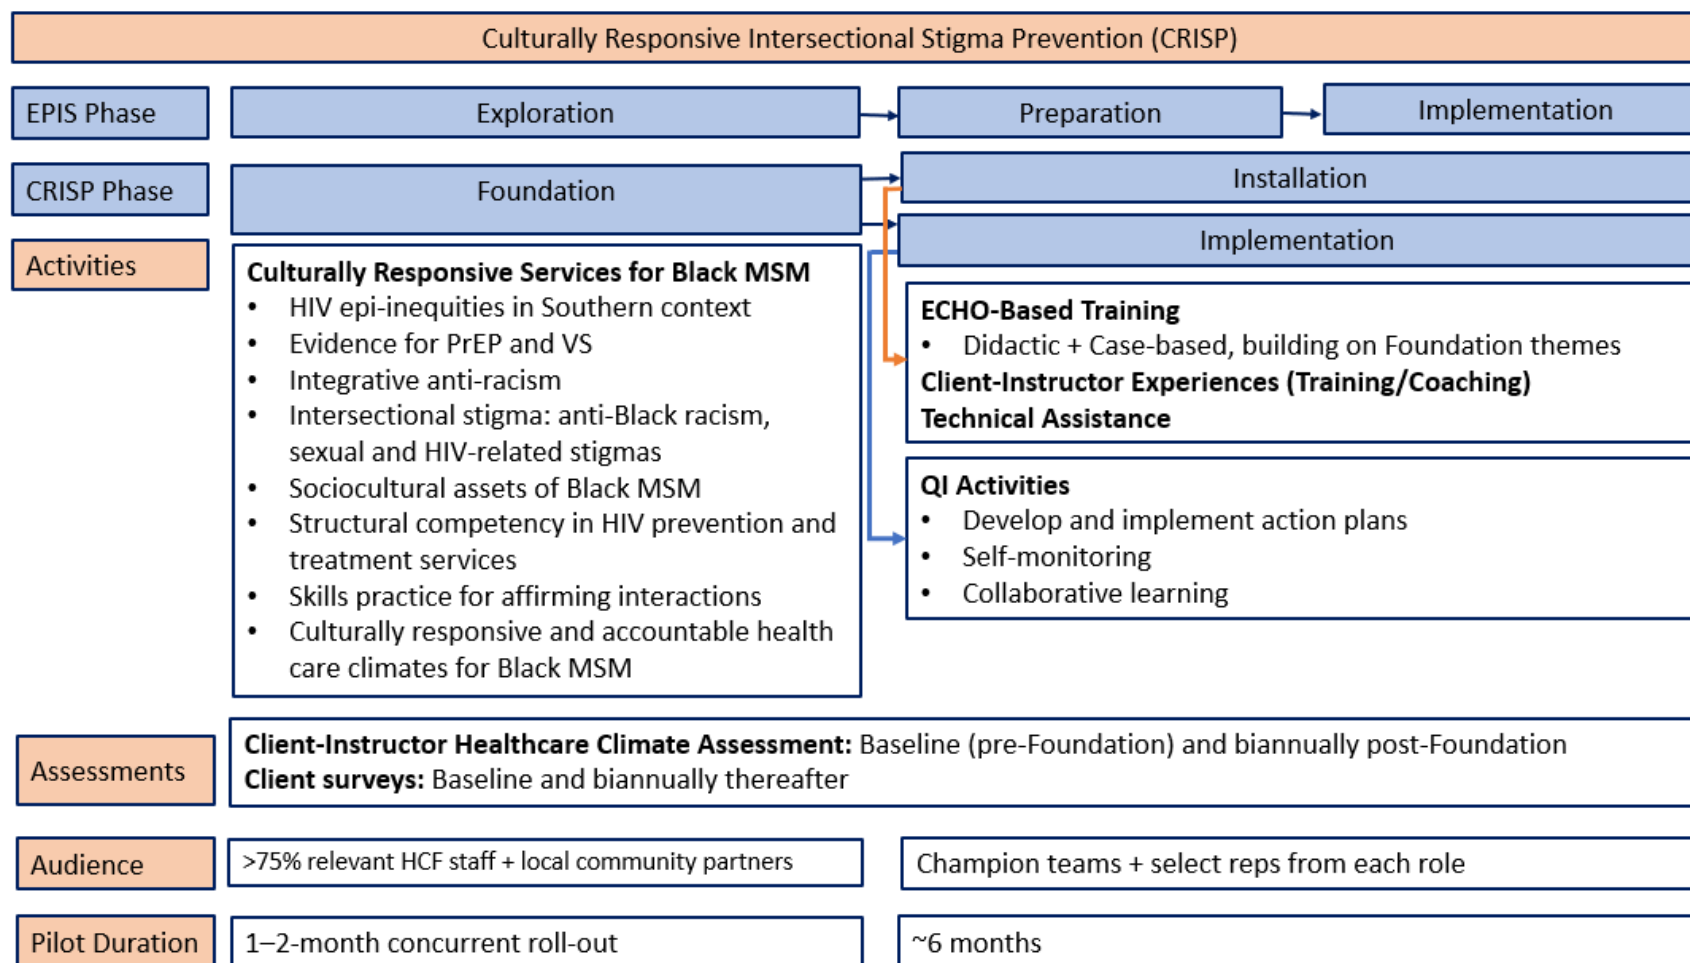 Culturally Responsive Intersectional Stigma Prevention (CRISP)
EPIS Phase
Exploration
Preparation
Implementation
CRISP Phase
Foundation
Installation
Implementation
Activities
Culturally Responsive Services for Black MSM
• HIV epi-inequities in Southern context
• Evidence for PrEP and VS
• Integrative anti-racism
• Intersectional stigma: anti-Black racism,
sexual and HIV-related stigmas
• Sociocultural assets of Black MSM
• Structural competency in HIV prevention and
treatment services
• Skills practice for affirming interactions
• Culturally responsive and accountable health
care climates for Black MSM
ECHO-Based Training
• Didactic + Case-based, building on Foundation themes
Client-Instructor Experiences (Training/Coaching)
Technical Assistance
QI Activities
• Develop and implement action plans
• Self-monitoring
• Collaborative learning
Assessments
Client-Instructor Healthcare Climate Assessment: Baseline (pre-Foundation) and biannually post-Foundation
Client surveys: Baseline and biannually thereafter
Audience
>75% relevant HCF staff + local community partners
Champion teams + select reps from each role
Pilot Duration
1–2-month concurrent roll-out
~6 months